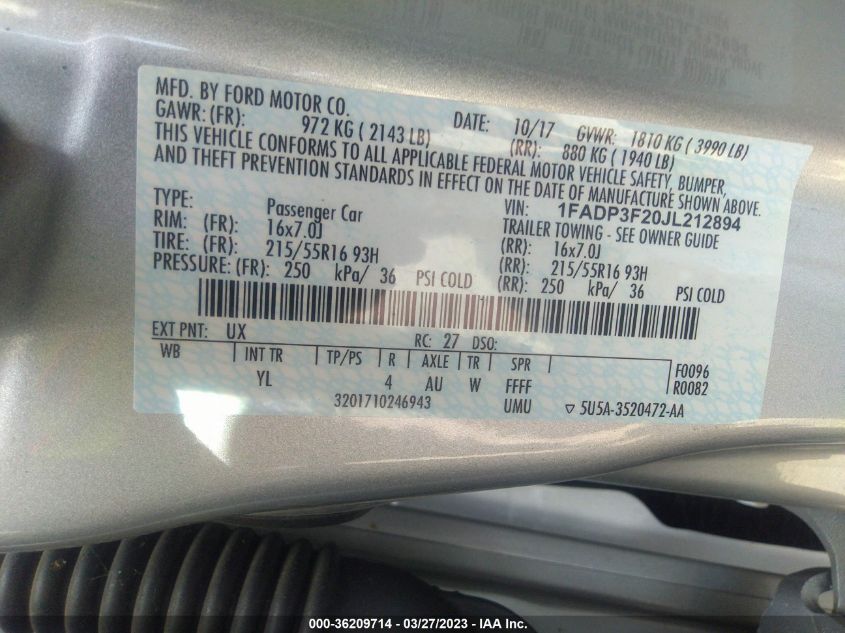 MFD. BY FORD MOTOR CO. DATE: 10/17 GVWR: 1810 KG ( 3990 LB)
GAWR: (FR): 972 KG ( 2143 LB) (RR): 880 KG ( 1940 LB)
THIS VEHICLE CONFORMS TO ALL APPLICABLE FEDERAL MOTOR VEHICLE SAFETY, BUMPER,
AND THEFT PREVENTION STANDARDS IN EFFECT ON THE DATE OF MANUFACTURE SHOWN ABOVE.
TYPE: Passenger Car VIN: 1FADP3F20JL212894
TRAILER TOWING - SEE OWNER GUIDE
RIM: (FR): 16x7.0J (RR): 16x7.0J
TIRE: (FR): 215/55R16 93H (RR): 215/55R16 93H
PRESSURE: (FR): 250 kPa/ 36 PSI COLD (RR): 250 kPa/ 36 PSI COLD
EXT PNT: UX RC: 27 DSO:
WB INT TR TP/PS R AXLE TR SPR F0096
YL 4 AU W FFFF R0082
3201710246943 UMU ▽ 5U5A-3520472-AA
000-36209714 - 03/27/2023 - IAA Inc.